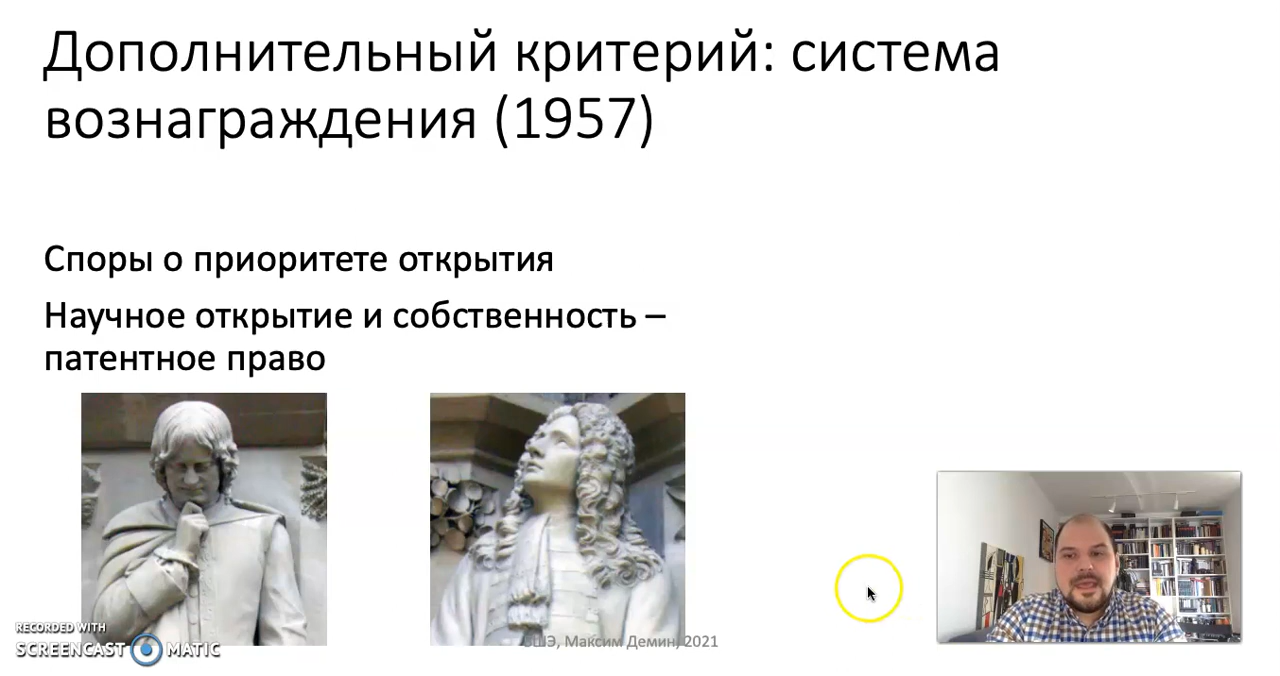 Дополнительный критерий: система
вознаграждения (1957)
Споры о приоритете открытия
Научное открытие и собственность –
патентное право
ВШЭ, Максим Демин, 2021
RECORDED WITH
SCREENCAST MATIC